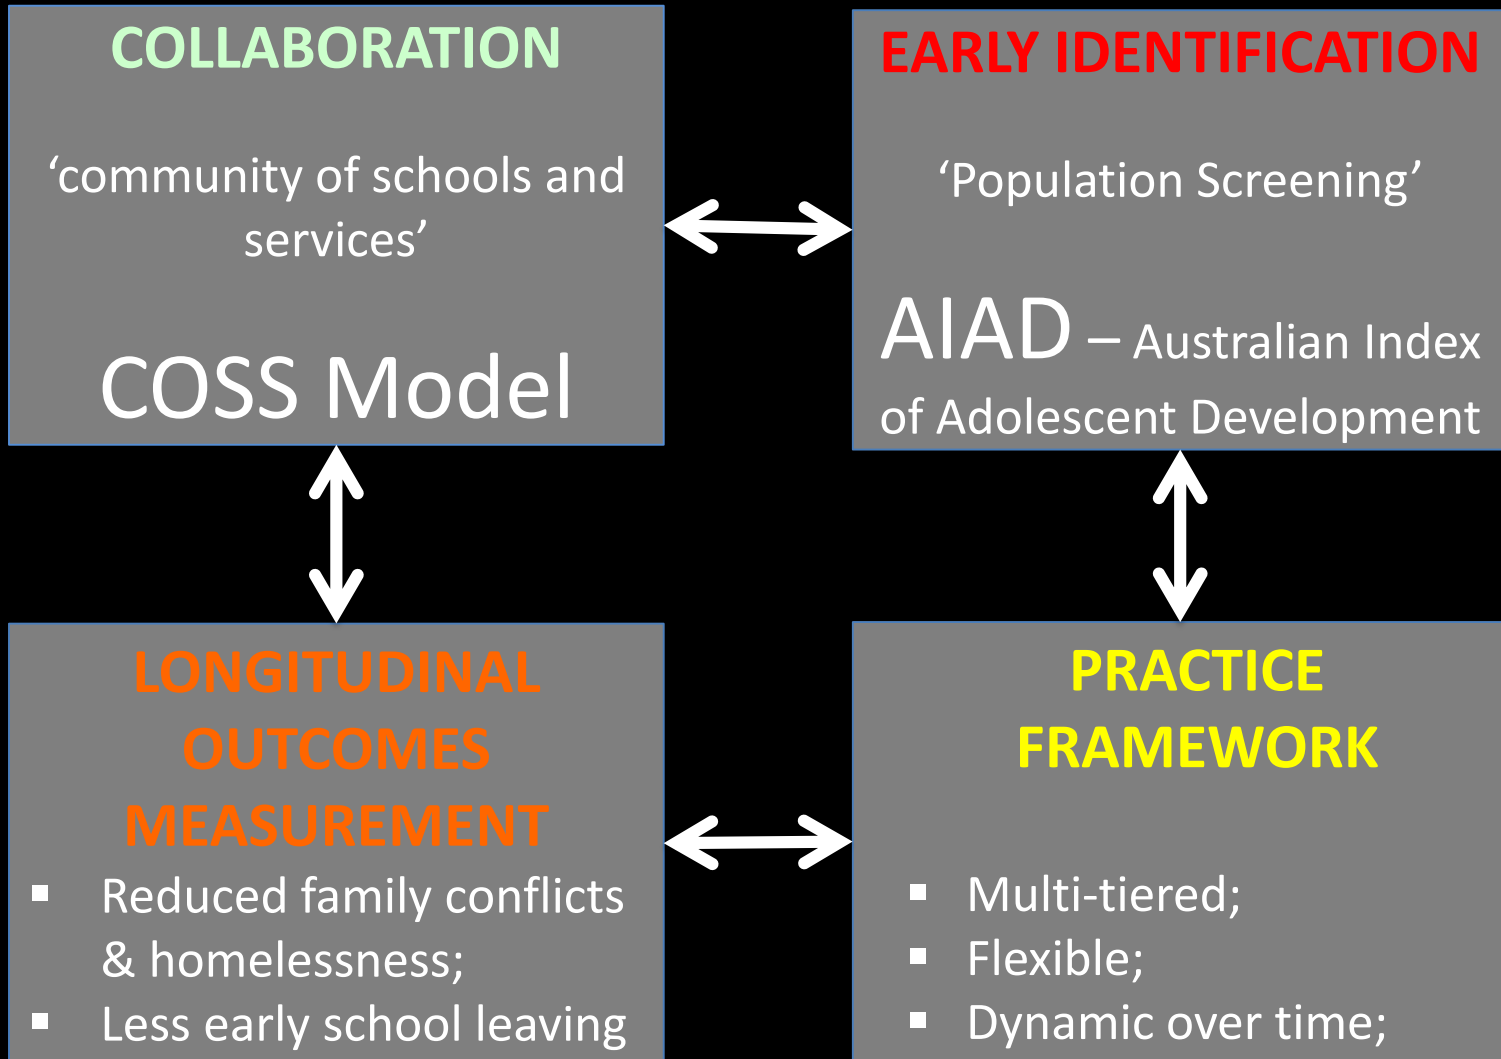 COLLABORATION
‘community of schools and
services’
COSS Model
EARLY IDENTIFICATION
‘Population Screening’
AIAD – Australian Index
of Adolescent Development
LONGITUDINAL
OUTCOMES
MEASUREMENT
▪ Reduced family conflicts
& homelessness;
▪ Less early school leaving
PRACTICE
FRAMEWORK
▪ Multi-tiered;
▪ Flexible;
▪ Dynamic over time;